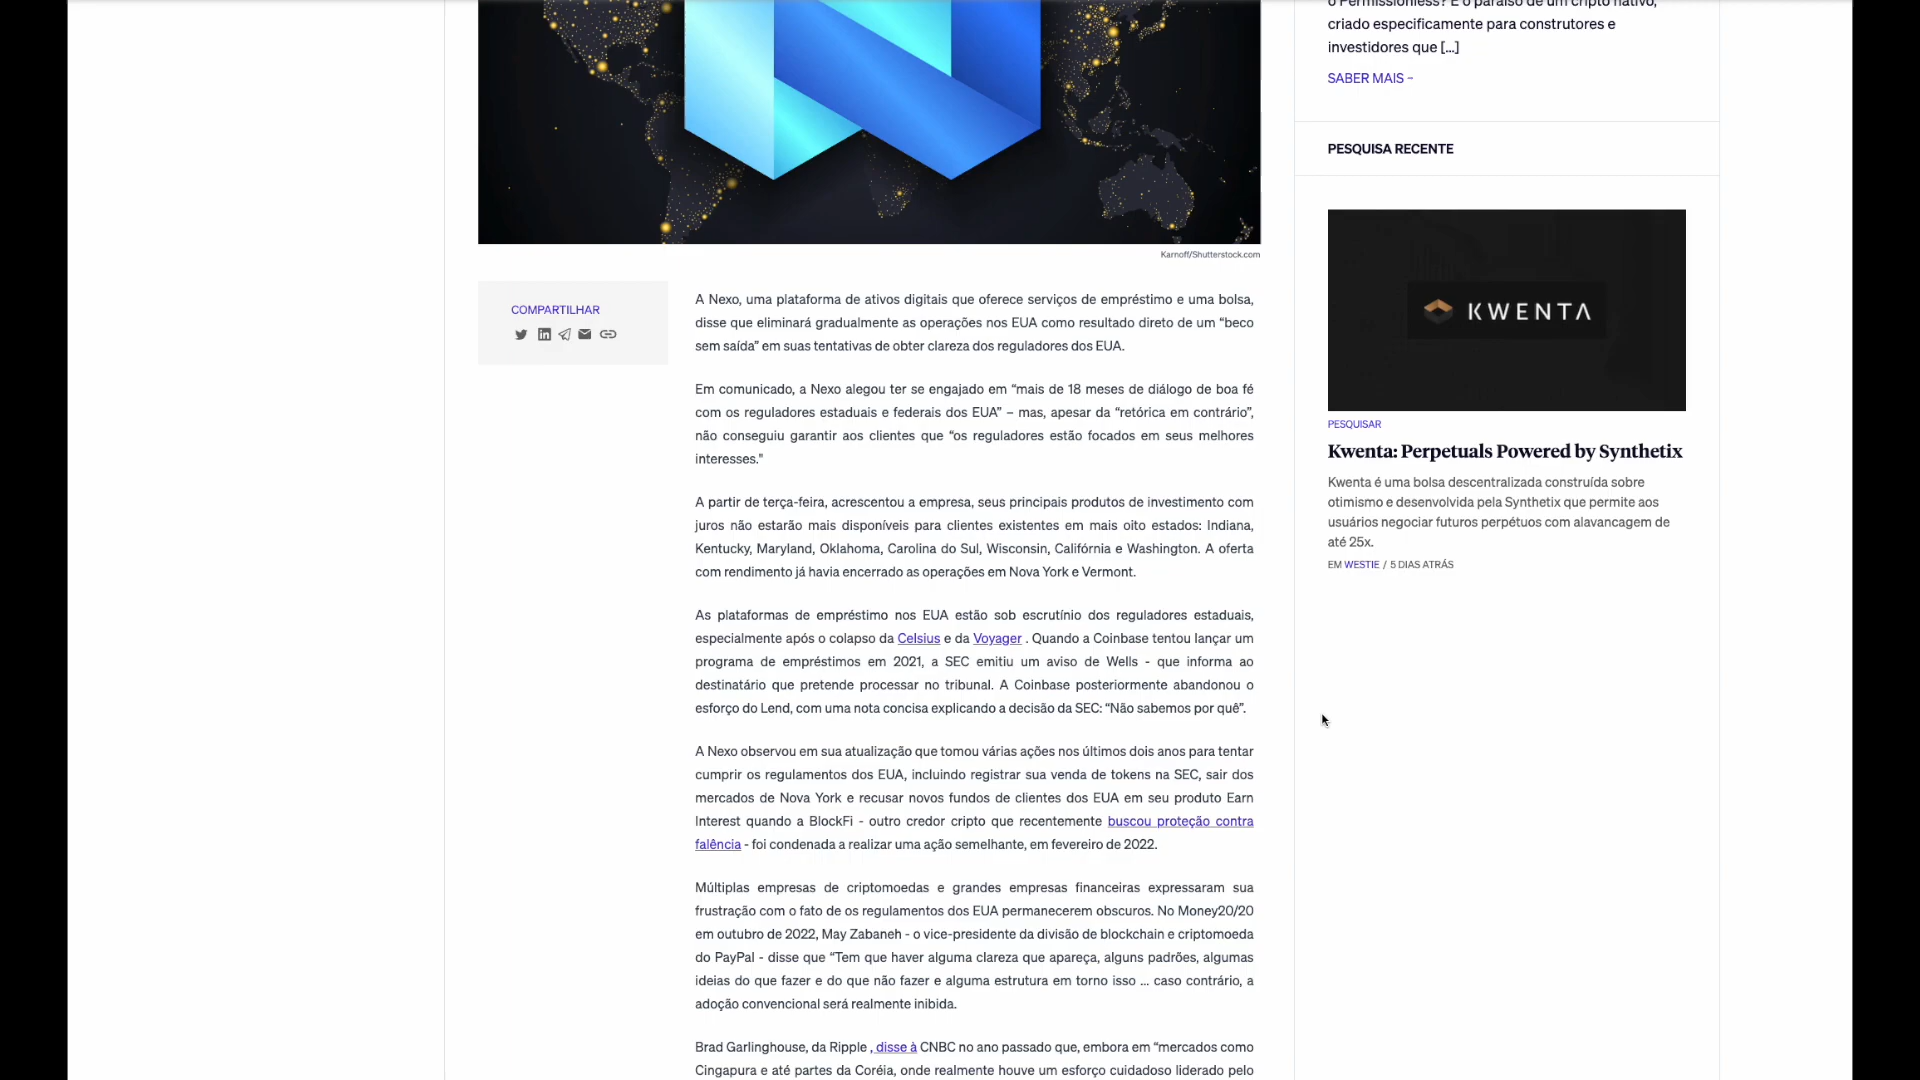 o Permissionless? É o paraíso de um cripto nativo,
criado especificamente para construtores e
investidores que [...]
SABER MAIS
PESQUISA RECENTE
KWENTA
PESQUISAR
Kwenta: Perpetuals Powered by Synthetix
Kwenta é uma bolsa descentralizada construída sobre
otimismo e desenvolvida pela Synthetix que permite aos
usuários negociar futuros perpétuos com alavancagem de
até 25x.
EM WESTIE / 5 DIAS ATRÁS
Karnoff/Shutterstock.com
COMPARTILHAR
A Nexo, uma plataforma de ativos digitais que oferece serviços de empréstimo e uma bolsa,
disse que eliminará gradualmente as operações nos EUA como resultado direto de um “beco
sem saída” em suas tentativas de obter clareza dos reguladores dos EUA.
Em comunicado, a Nexo alegou ter se engajado em “mais de 18 meses de diálogo de boa fé
com os reguladores estaduais e federais dos EUA” – mas, apesar da “retórica em contrário”,
não conseguiu garantir aos clientes que “os reguladores estão focados em seus melhores
interesses."
A partir de terça-feira, acrescentou a empresa, seus principais produtos de investimento com
juros não estarão mais disponíveis para clientes existentes em mais oito estados: Indiana,
Kentucky, Maryland, Oklahoma, Carolina do Sul, Wisconsin, Califórnia e Washington. A oferta
com rendimento já havia encerrado as operações em Nova York e Vermont.
As plataformas de empréstimo nos EUA estão sob escrutínio dos reguladores estaduais,
especialmente após o colapso da Celsius e da Voyager . Quando a Coinbase tentou lançar um
programa de empréstimos em 2021, a SEC emitiu um aviso de Wells - que informa ao
destinatário que pretende processar no tribunal. A Coinbase posteriormente abandonou o
esforço do Lend, com uma nota concisa explicando a decisão da SEC: “Não sabemos por quê”.
A Nexo observou em sua atualização que tomou várias ações nos últimos dois anos para tentar
cumprir os regulamentos dos EUA, incluindo registrar sua venda de tokens na SEC, sair dos
mercados de Nova York e recusar novos fundos de clientes dos EUA em seu produto Earn
Interest quando a BlockFi - outro credor cripto que recentemente buscou proteção contra
falência - foi condenada a realizar uma ação semelhante, em fevereiro de 2022.
Múltiplas empresas de criptomoedas e grandes empresas financeiras expressaram sua
frustração com o fato de os regulamentos dos EUA permanecerem obscuros. No Money20/20
em outubro de 2022, May Zabaneh - o vice-presidente da divisão de blockchain e criptomoeda
do PayPal - disse que “Tem que haver alguma clareza que apareça, alguns padrões, algumas
ideias do que fazer e do que não fazer e alguma estrutura em torno isso ... caso contrário, a
adoção convencional será realmente inibida.
Brad Garlinghouse, da Ripple , disse à CNBC no ano passado que, embora em “mercados como
Cingapura e até partes da Coréia, onde realmente houve um esforço cuidadoso liderado pelo